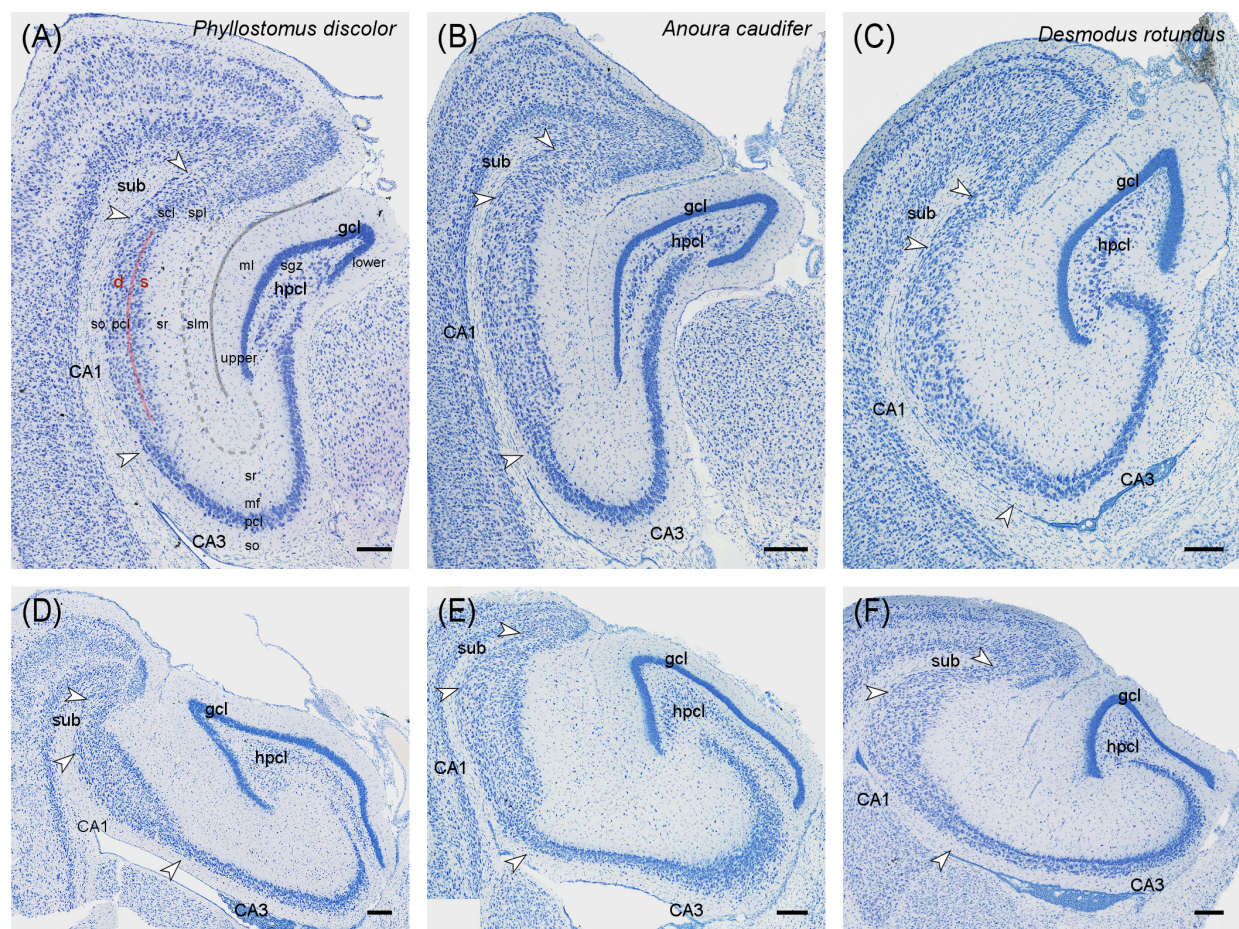 (A) Phyllostomus discolor
sub
scl spl
gcl
ml sgz lower
hpcl
d s
so pcl sr slm
upper
CA1
sr
mf
pcl
CA3 so
(B) Anoura caudifer
sub
gcl
hpcl
CA1
CA3
(C) Desmodus rotundus
gcl
sub
hpcl
CA1
CA3
(D)
gcl
sub
hpcl
CA1
CA3
(E)
sub
gcl
hpcl
CA1
CA3
(F)
sub
gcl
hpcl
CA1
CA3